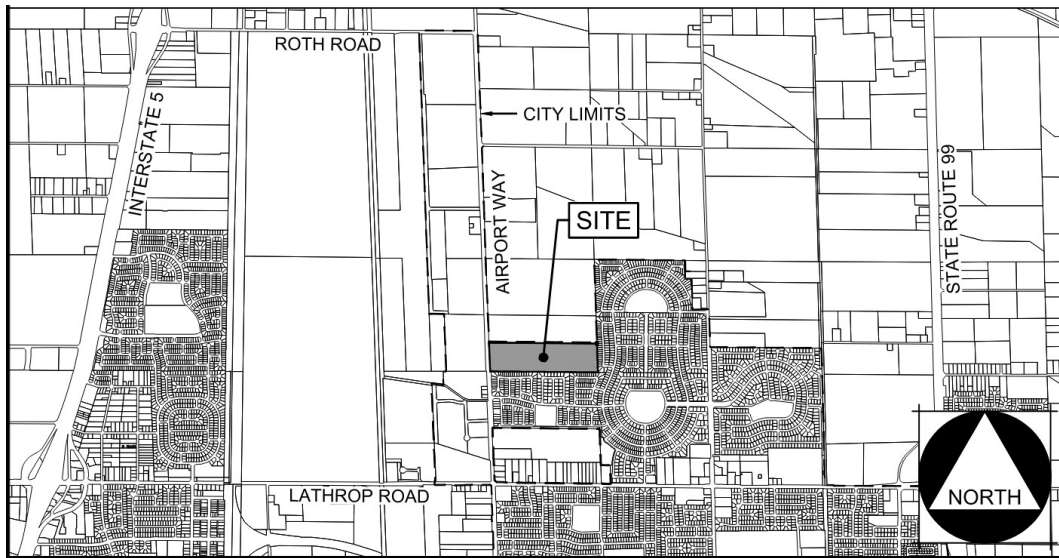 ROTH ROAD
CITY LIMITS
INTERSTATE 5
STATE ROUTE 99
AIRPORT WAY
SITE
LATHROP ROAD
NORTH